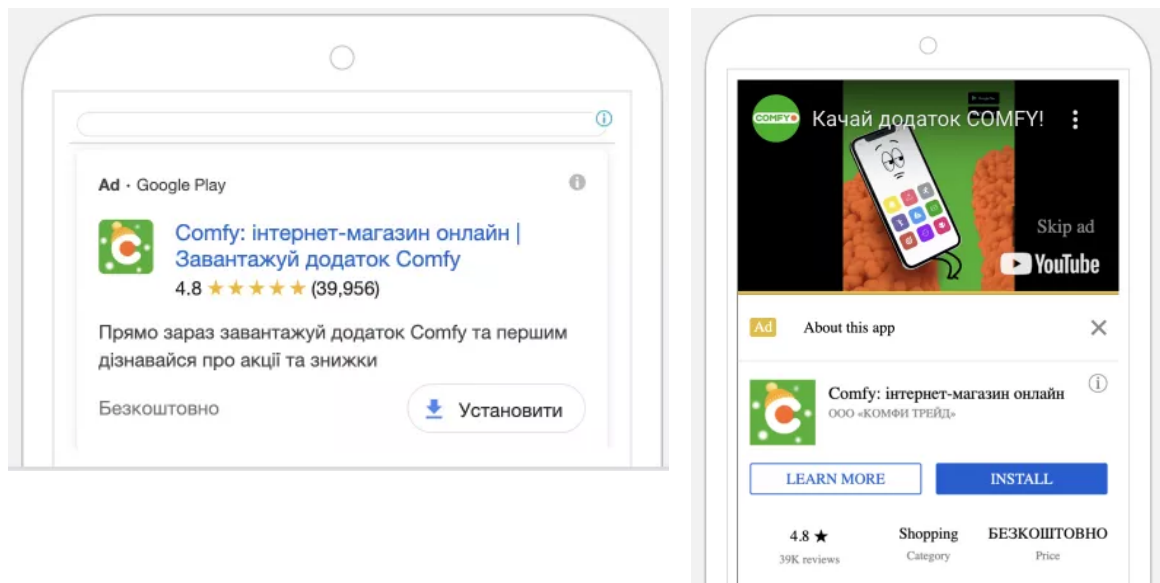 Ad · Google Play
Comfy: інтернет-магазин онлайн |
Завантажуй додаток Comfy
4.8 ★★★★★ (39,956)
Прямо зараз завантажуй додаток Comfy та першим
дізнавайся про акції та знижки
Безкоштовно
Установити
COMFY
Качай додаток COMFY!
Skip ad
YouTube
Ad About this app
Comfy: інтернет-магазин онлайн
ООО «КОМФИ ТРЕЙД»
LEARN MORE
INSTALL
4.8 ★ Shopping БЕЗКОШТОВНО
39K reviews Category Price